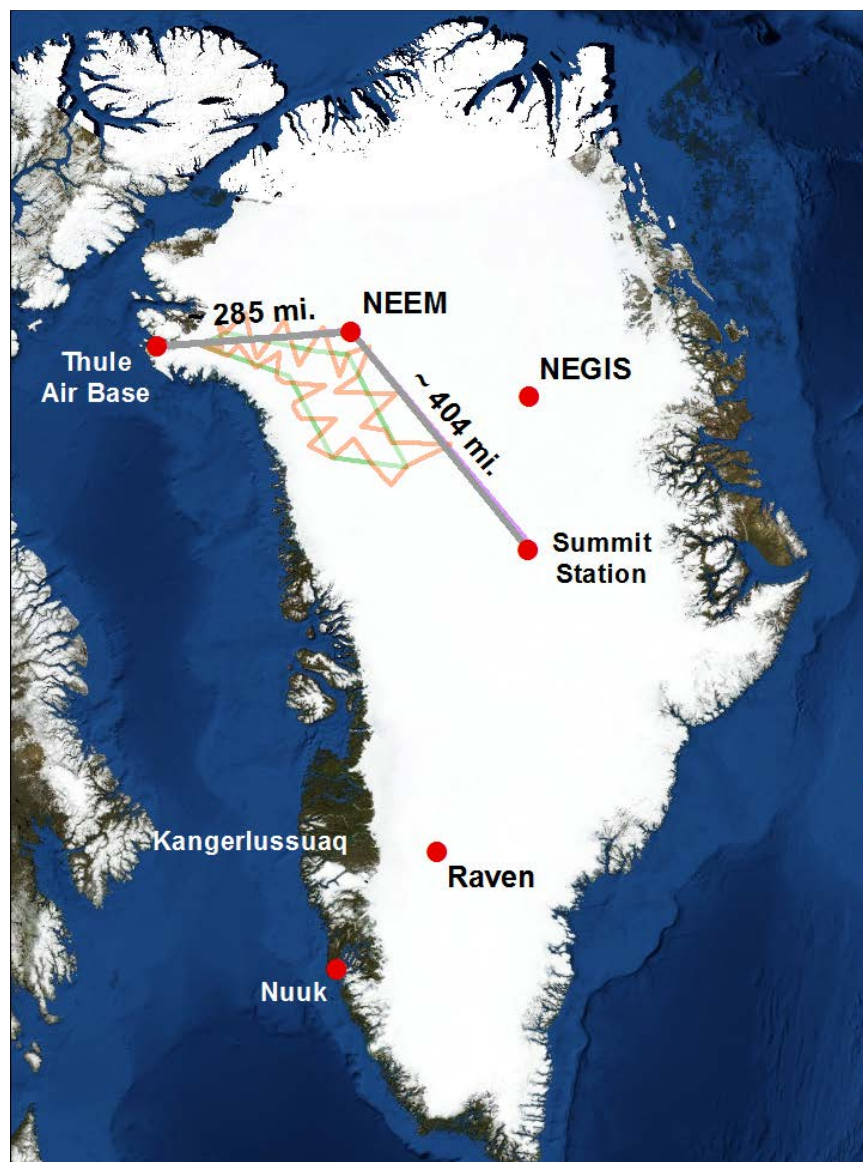 ~ 285 mi.
NEEM
Thule
Air Base
NEGIS
~ 404 mi.
Summit
Station
Kangerlussuaq
Raven
Nuuk